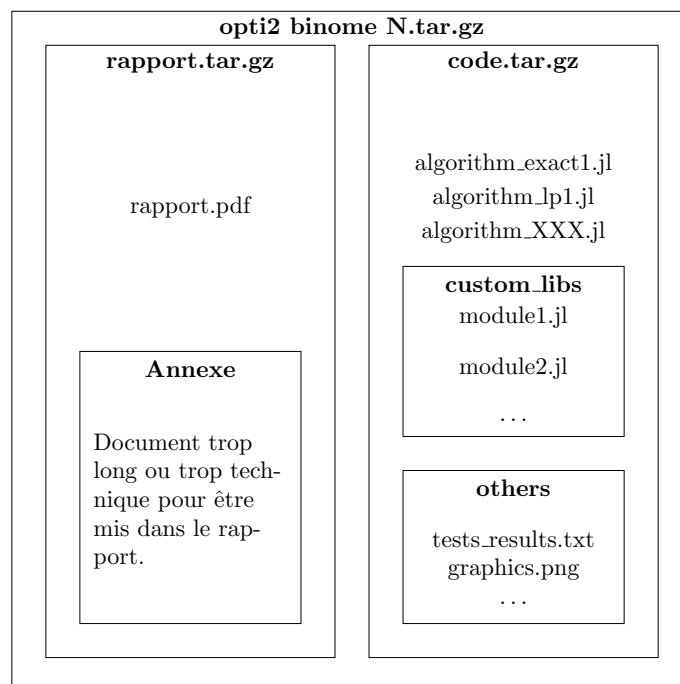 opti2 binome N.tar.gz
rapport.tar.gz
rapport.pdf
Annexe
Document trop
long ou trop tech-
nique pour être
mis dans le rap-
port.
code.tar.gz
algorithm_exact1.jl
algorithm_lp1.jl
algorithm_XXX.jl
custom_libs
module1.jl
module2.jl
...
others
tests_results.txt
graphics.png
...